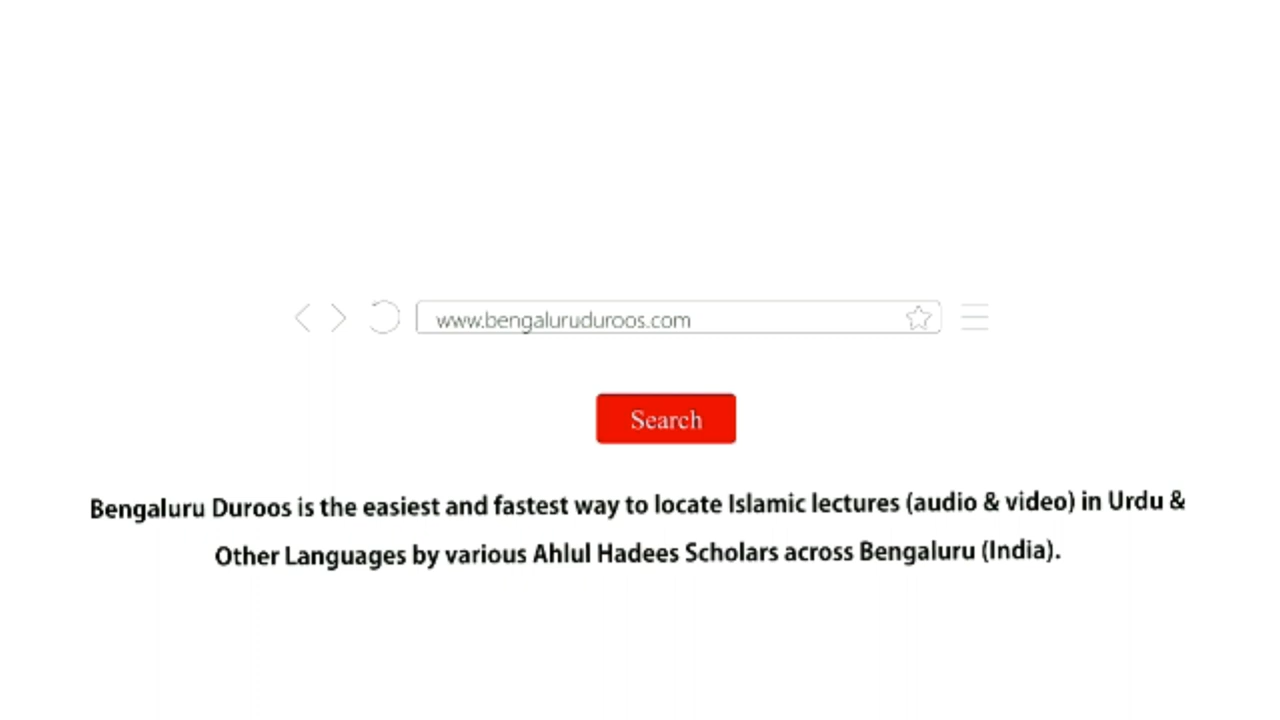 www.bengaluruduroos.com
Search
Bengaluru Duroos is the easiest and fastest way to locate Islamic lectures (audio & video) in Urdu &
Other Languages by various Ahlul Hadees Scholars across Bengaluru (India).